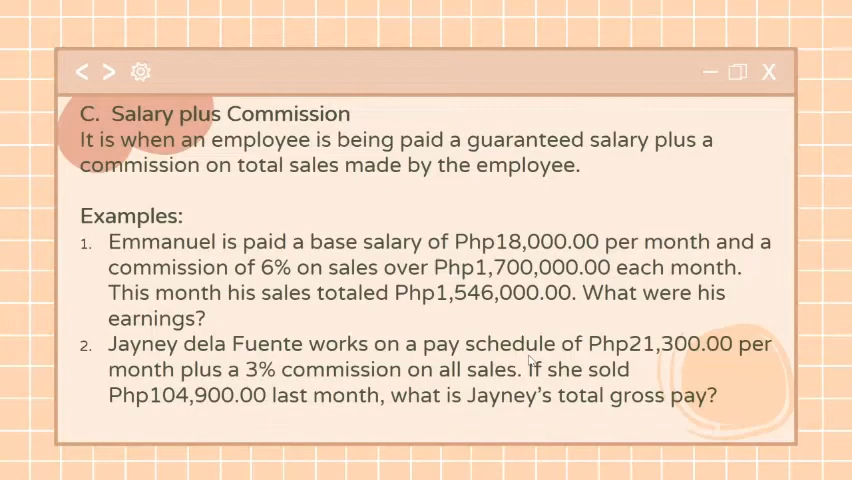 C. Salary plus Commission
It is when an employee is being paid a guaranteed salary plus a
commission on total sales made by the employee.
Examples:
1. Emmanuel is paid a base salary of Php18,000.00 per month and a
commission of 6% on sales over Php1,700,000.00 each month.
This month his sales totaled Php1,546,000.00. What were his
earnings?
2. Jayney dela Fuente works on a pay schedule of Php21,300.00 per
month plus a 3% commission on all sales. If she sold
Php104,900.00 last month, what is Jayney’s total gross pay?